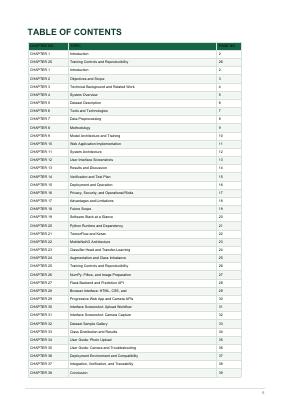 TABLE OF CONTENTS
CHAPTER NO. TOPIC PAGE NO.
CHAPTER 1 Introduction 2
CHAPTER 25 Training Controls and Reproducibility 26
CHAPTER 1 Introduction 2
CHAPTER 2 Objectives and Scope 3
CHAPTER 3 Technical Background and Related Work 4
CHAPTER 4 System Overview 5
CHAPTER 5 Dataset Description 6
CHAPTER 6 Tools and Technologies 7
CHAPTER 7 Data Preprocessing 8
CHAPTER 8 Methodology 9
CHAPTER 9 Model Architecture and Training 10
CHAPTER 10 Web Application Implementation 11
CHAPTER 11 System Architecture 12
CHAPTER 12 User Interface Screenshots 13
CHAPTER 13 Results and Discussion 14
CHAPTER 14 Verification and Test Plan 15
CHAPTER 15 Deployment and Operation 16
CHAPTER 16 Privacy, Security, and Operational Risks 17
CHAPTER 17 Advantages and Limitations 18
CHAPTER 18 Future Scope 19
CHAPTER 19 Software Stack at a Glance 20
CHAPTER 20 Python Runtime and Dependency 21
CHAPTER 21 TensorFlow and Keras 22
CHAPTER 22 MobileNetV2 Architecture 23
CHAPTER 23 Classifier Head and Transfer Learning 24
CHAPTER 24 Augmentation and Class Imbalance 25
CHAPTER 25 Training Controls and Reproducibility 26
CHAPTER 26 NumPy, Pillow, and Image Preparation 27
CHAPTER 27 Flask Backend and Prediction API 28
CHAPTER 28 Browser Interface: HTML, CSS, and 29
CHAPTER 29 Progressive Web App and Camera APIs 30
CHAPTER 30 Interface Screenshot: Upload Workflow 31
CHAPTER 31 Interface Screenshot: Camera Capture 32
CHAPTER 32 Dataset Sample Gallery 33
CHAPTER 33 Class Distribution and Results 34
CHAPTER 34 User Guide: Photo Upload 35
CHAPTER 35 User Guide: Camera and Troubleshooting 36
CHAPTER 36 Deployment Environment and Compatibility 37
CHAPTER 37 Integration, Verification, and Traceability 38
CHAPTER 38 Conclusion 39